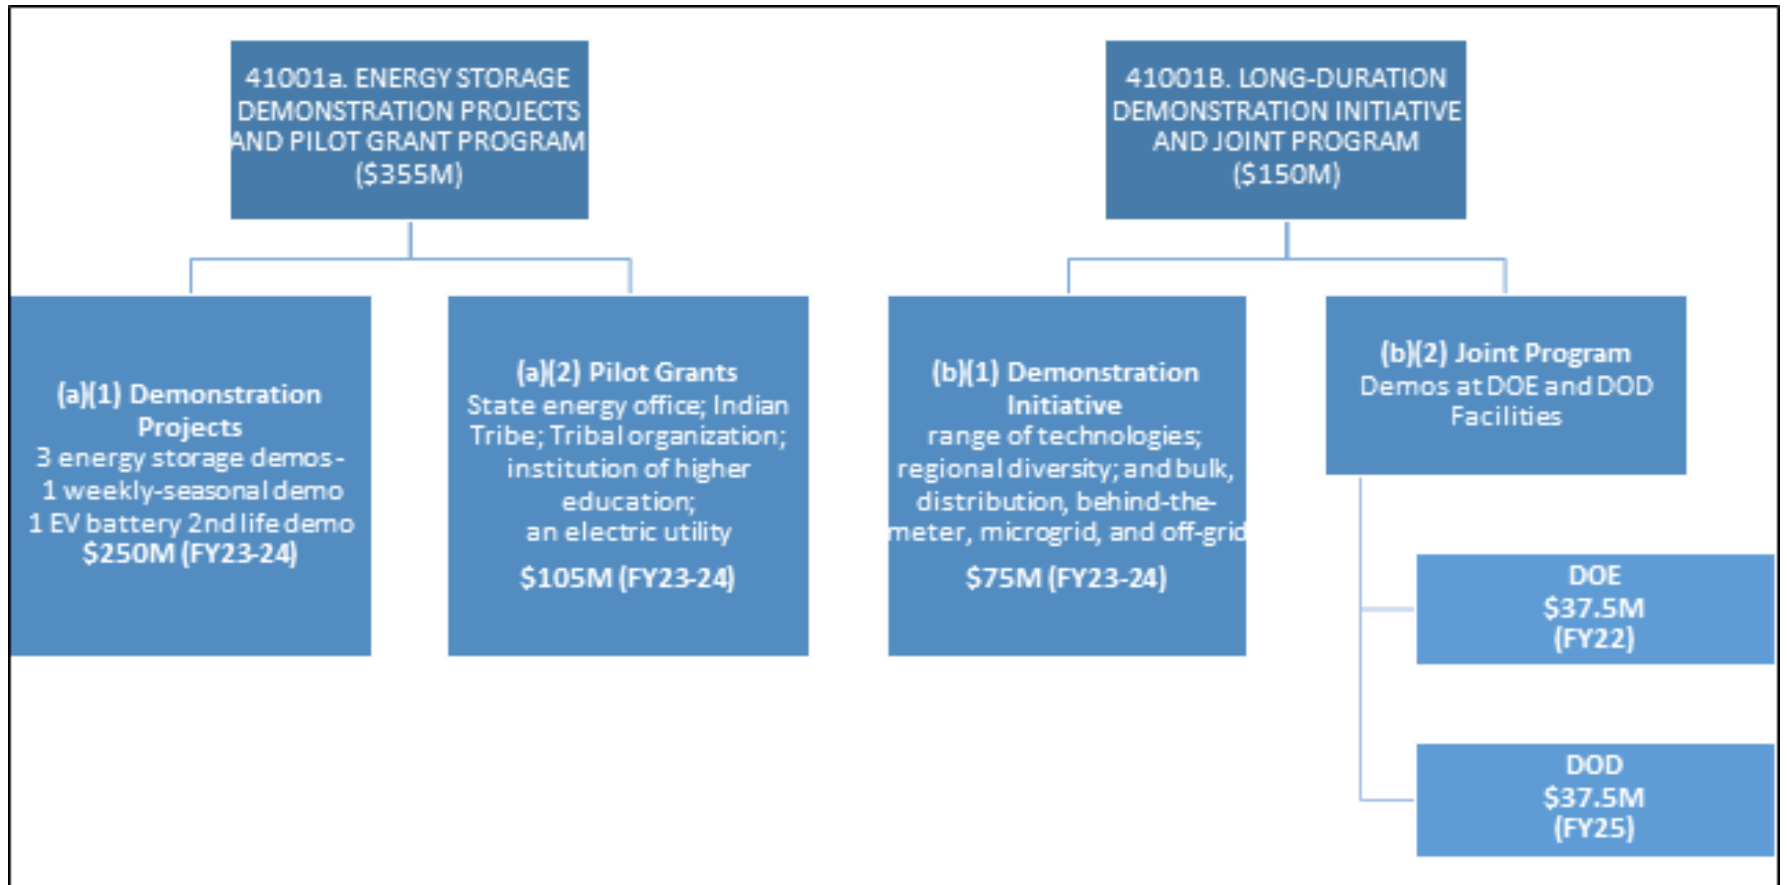 41001a. ENERGY STORAGE
DEMONSTRATION PROJECTS
AND PILOT GRANT PROGRAM
($355M)
41001B. LONG-DURATION
DEMONSTRATION INITIATIVE
AND JOINT PROGRAM
($150M)
(a)(1) Demonstration
Projects
3 energy storage demos-
1 weekly-seasonal demo
1 EV battery 2nd life demo
$250M (FY23-24)
(a)(2) Pilot Grants
State energy office; Indian
Tribe; Tribal organization;
institution of higher
education;
an electric utility
$105M (FY23-24)
(b)(1) Demonstration
Initiative
range of technologies;
regional diversity; and bulk,
distribution, behind-the-
meter, microgrid, and off-grid
$75M (FY23-24)
(b)(2) Joint Program
Demos at DOE and DOD
Facilities
DOE
$37.5M
(FY22)
DOD
$37.5M
(FY25)